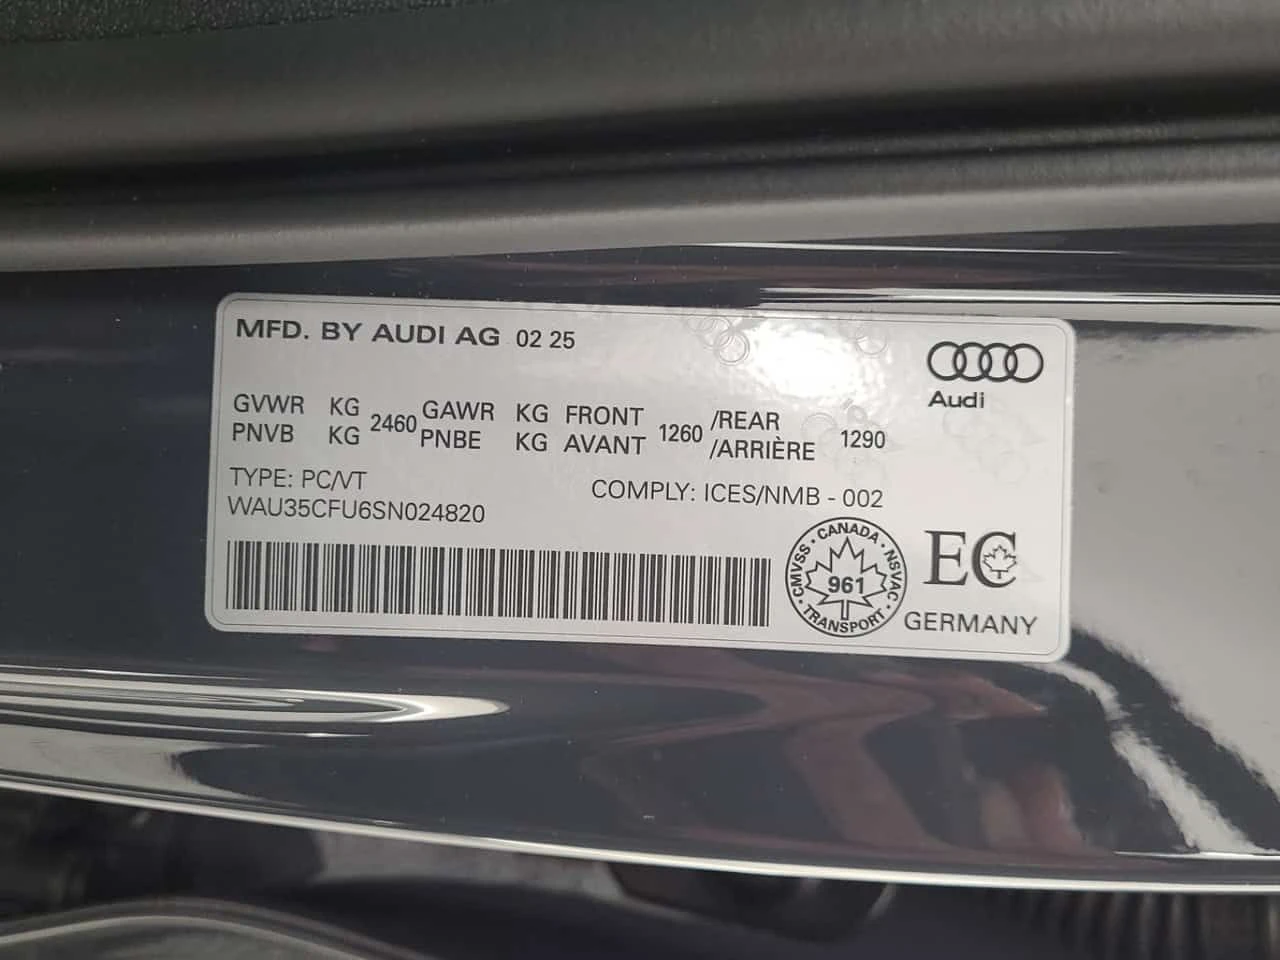 MFD. BY AUDI AG 02 25
Audi
GVWR KG 2460 GAWR KG FRONT 1260 /REAR 1290
PNVB KG PNBE KG AVANT /ARRIÈRE
TYPE: PC/VT
COMPLY: ICES/NMB - 002
WAU35CFU6SN024820
CMVSS · CANADA · NSVAC · TRANSPORT ·
961
EC
GERMANY